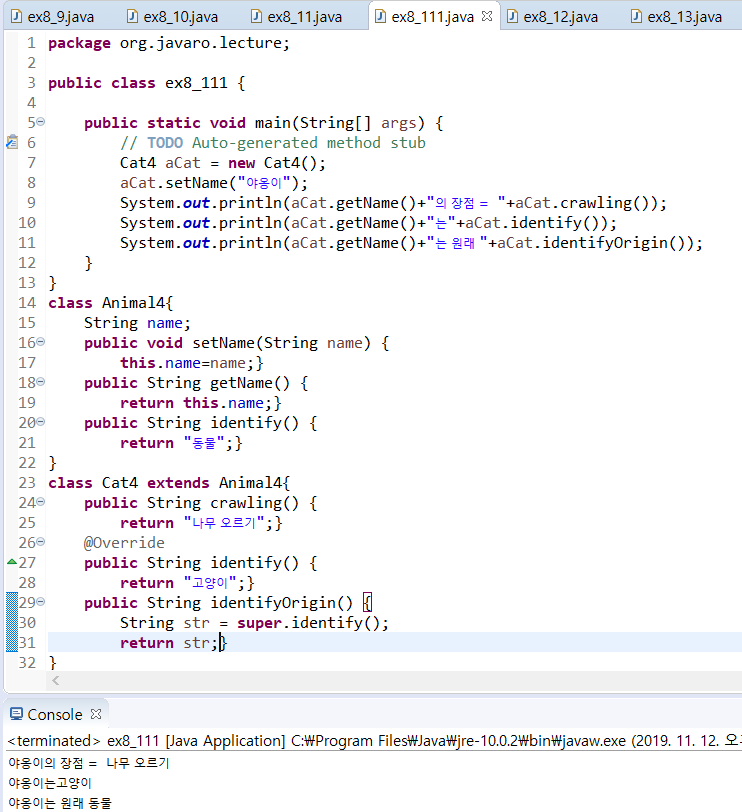 ex8_9.java ex8_10.java ex8_11.java ex8_111.java ex8_12.java ex8_13.java
1 package org.javaro.lecture;
2
3 public class ex8_111 {
4
5 public static void main(String[] args) {
6 // TODO Auto-generated method stub
7 Cat4 aCat = new Cat4();
8 aCat.setName("야옹이");
9 System.out.println(aCat.getName()+"의 장점 = "+aCat.crawling());
10 System.out.println(aCat.getName()+"는"+aCat.identify());
11 System.out.println(aCat.getName()+"는 원래 "+aCat.identifyOrigin());
12 }
13 }
14 class Animal4{
15 String name;
16 public void setName(String name) {
17 this.name=name;}
18 public String getName() {
19 return this.name;}
20 public String identify() {
21 return "동물";}
22 }
23 class Cat4 extends Animal4{
24 public String crawling() {
25 return "나무 오르기";}
26 @Override
27 public String identify() {
28 return "고양이";}
29 public String identifyOrigin() {
30 String str = super.identify();
31 return str;}
32 }
Console
<terminated> ex8_111 [Java Application] C:₩Program Files₩Java₩jre-10.0.2₩bin₩javaw.exe (2019. 11. 12. 오
야옹이의 장점 = 나무 오르기
야옹이는고양이
야옹이는 원래 동물